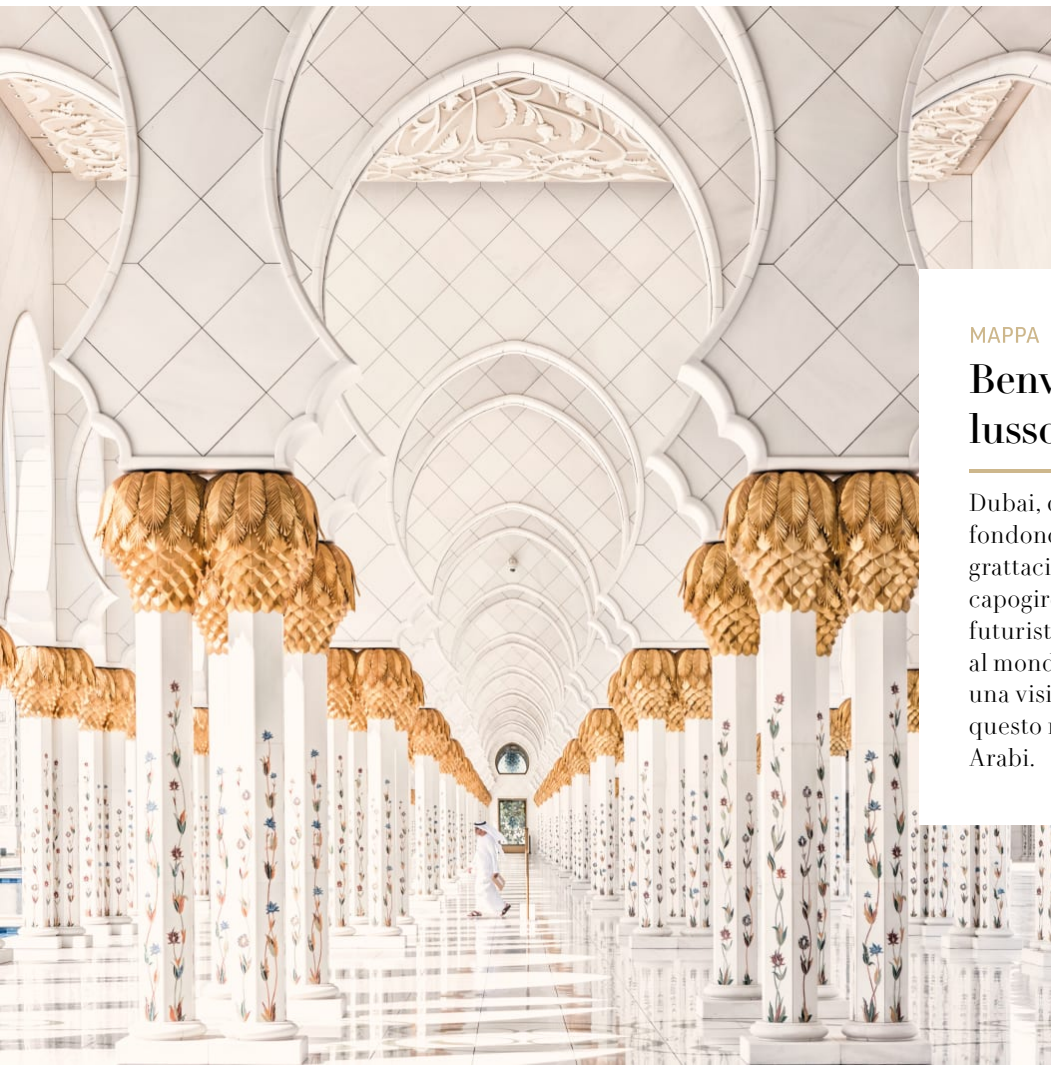 MAPPA
Benv
lusso
Dubai,
fondono
grattaci
capogir
futurist
al mond
una visi
questo
Arabi.